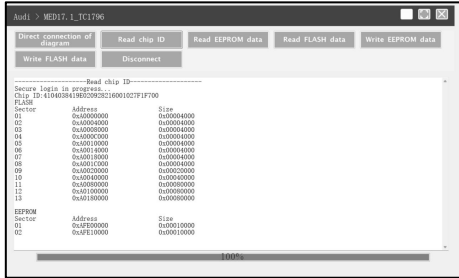 Audi > MED17.1_TC1796
Direct connection of diagram
Read chip ID
Read EEPROM data
Read FLASH data
Write EEPROM data
Write FLASH data
Disconnect
--------------------Read chip ID--------------------
Secure login in progress...
Chip ID:4104038419E020928216001027F1F700
FLASH
Sector Address Size
01 0xA0000000 0x00004000
02 0xA0004000 0x00004000
03 0xA0008000 0x00004000
04 0xA000C000 0x00004000
05 0xA0010000 0x00004000
06 0xA0014000 0x00004000
07 0xA0018000 0x00004000
08 0xA001C000 0x00004000
09 0xA0020000 0x00020000
10 0xA0040000 0x00040000
11 0xA0080000 0x00080000
12 0xA0100000 0x00080000
13 0xA0180000 0x00080000
EEPROM
Sector Address Size
01 0xAFE00000 0x00010000
02 0xAFE10000 0x00010000
100%